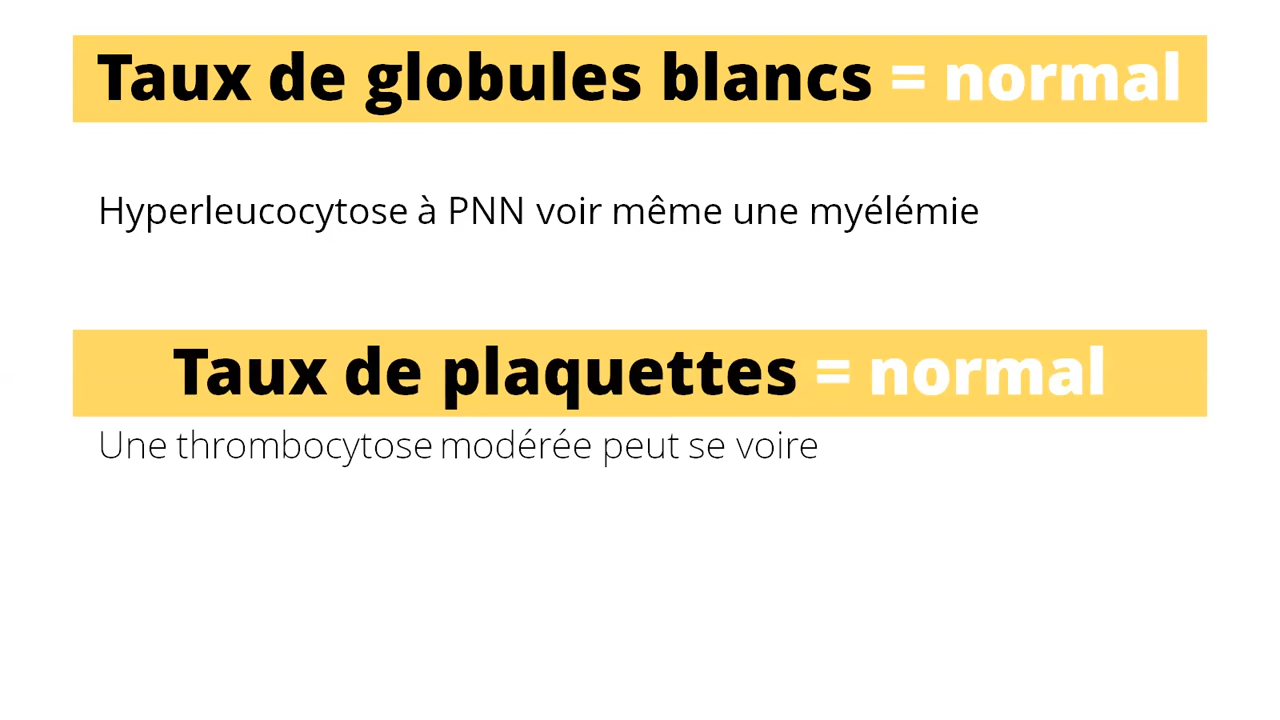 Taux de globules blancs = normal
Hyperleucocytose à PNN voir même une myélémie
Taux de plaquettes = normal
Une thrombocytose modérée peut se voire